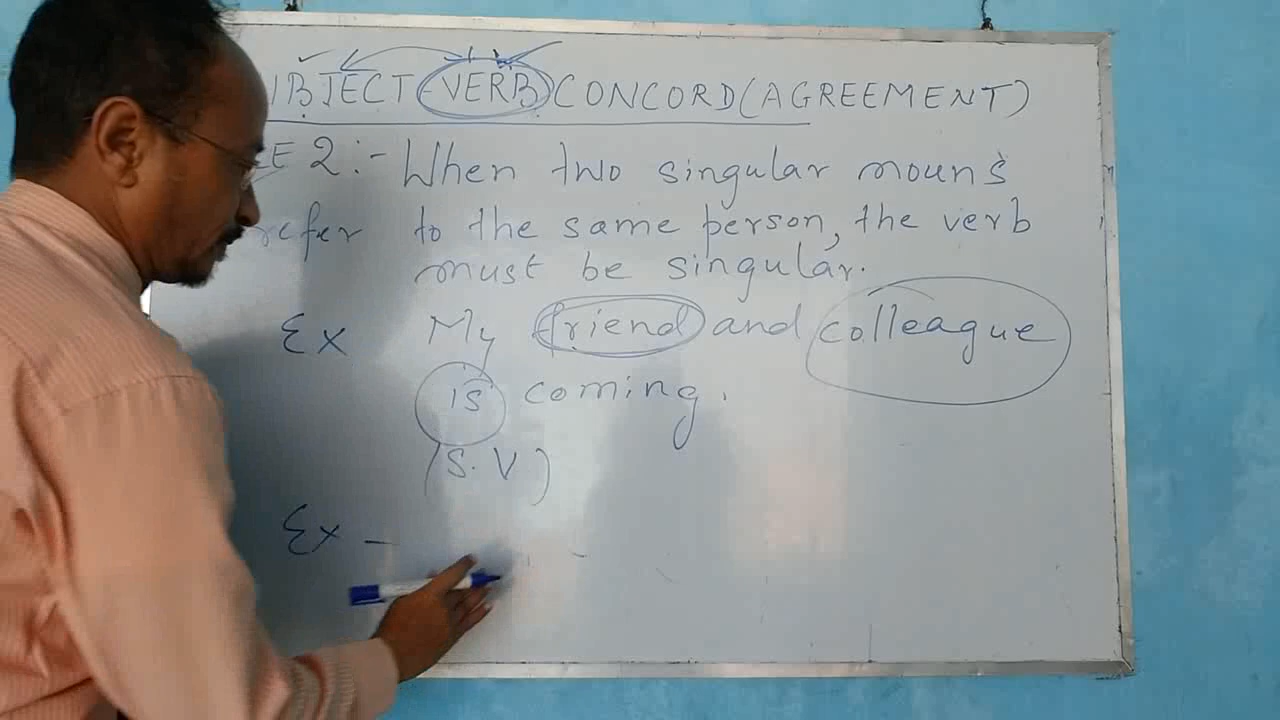 BJECT-VERB CONCORD(AGREEMENT)
E 2:- When two singular nouns
refer to the same person, the verb
must be singular.
Ex My friend and colleague
is coming.
(S.V)
Ex -